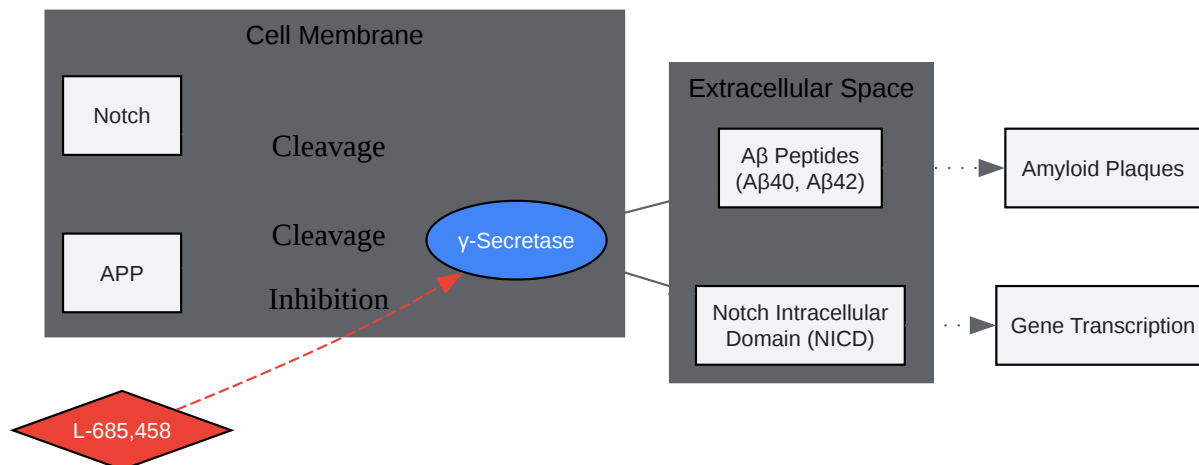 Cell Membrane
Notch
Cleavage
APP
Cleavage
Inhibition
γ-Secretase
L-685,458
Extracellular Space
Aβ Peptides
(Aβ40, Aβ42)
Notch Intracellular
Domain (NICD)
Amyloid Plaques
Gene Transcription